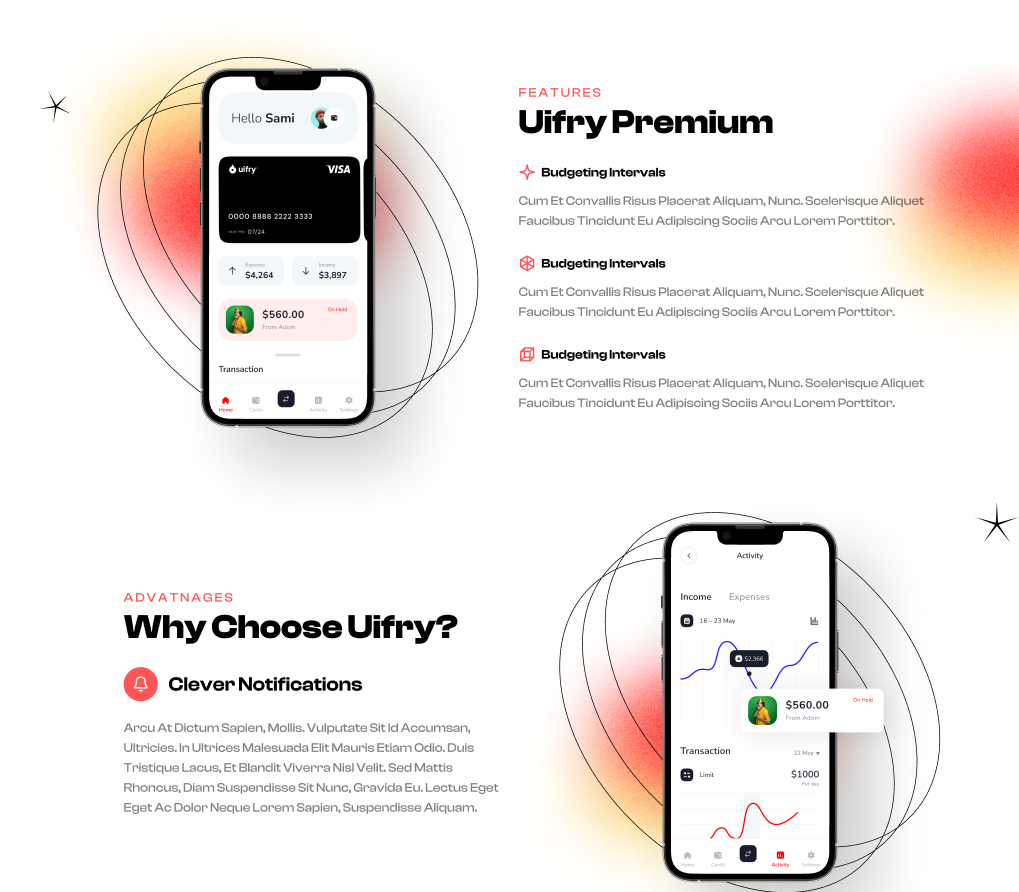 Hello Sami
uifry
VISA
0000 8888 2222 3333
07/24
Expense
$4,264
Income
$3,897
$560.00
On Hold
From Adom
Transaction
Home
Cards
Activity
Settings
FEATURES
Uifry Premium
Budgeting Intervals
Cum Et Convallis Risus Placerat Aliquam, Nunc. Scelerisque Aliquet
Faucibus Tincidunt Eu Adipiscing Sociis Arcu Lorem Porttitor.
Budgeting Intervals
Cum Et Convallis Risus Placerat Aliquam, Nunc. Scelerisque Aliquet
Faucibus Tincidunt Eu Adipiscing Sociis Arcu Lorem Porttitor.
Budgeting Intervals
Cum Et Convallis Risus Placerat Aliquam, Nunc. Scelerisque Aliquet
Faucibus Tincidunt Eu Adipiscing Sociis Arcu Lorem Porttitor.
ADVATNAGES
Why Choose Uifry?
Clever Notifications
Arcu At Dictum Sapien, Mollis. Vulputate Sit Id Accumsan,
Ultricies. In Ultrices Malesuada Elit Mauris Etiam Odio. Duis
Tristique Lacus, Et Blandit Viverra Nisl Velit. Sed Mattis
Rhoncus, Diam Suspendisse Sit Nunc, Gravida Eu. Lectus Eget
Eget Ac Dolor Neque Lorem Sapien, Suspendisse Aliquam.
Activity
Income
Expenses
16 – 23 May
$2,366
$560.00
On Hold
From Adom
Transaction
22 May
Limit
$1000
Per day
Home
Cards
Activity
Settings